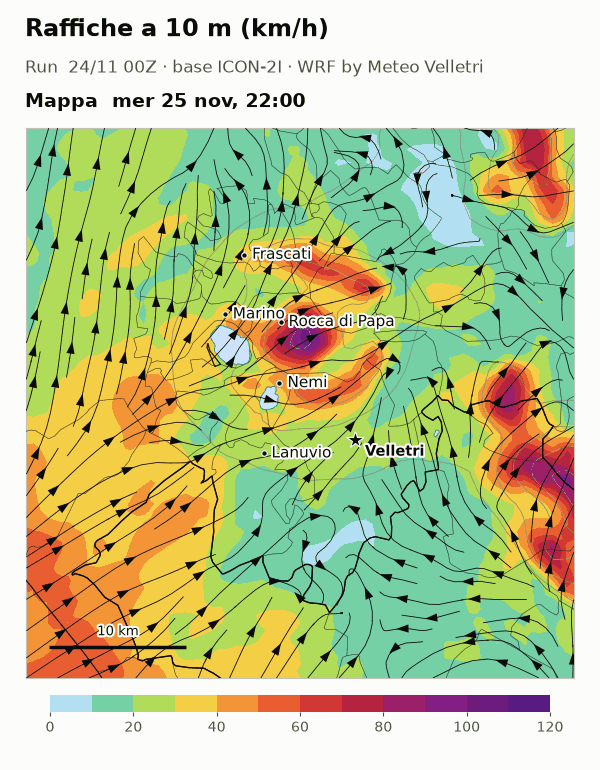 Raffiche a 10 m (km/h)
Run  24/11 00Z · base ICON-2I · WRF by Meteo Velletri
Mappa  mer 25 nov, 22:00
Frascati
Marino
Rocca di Papa
Nemi
Lanuvio
Velletri
10 km
0 20 40 60 80 100 120